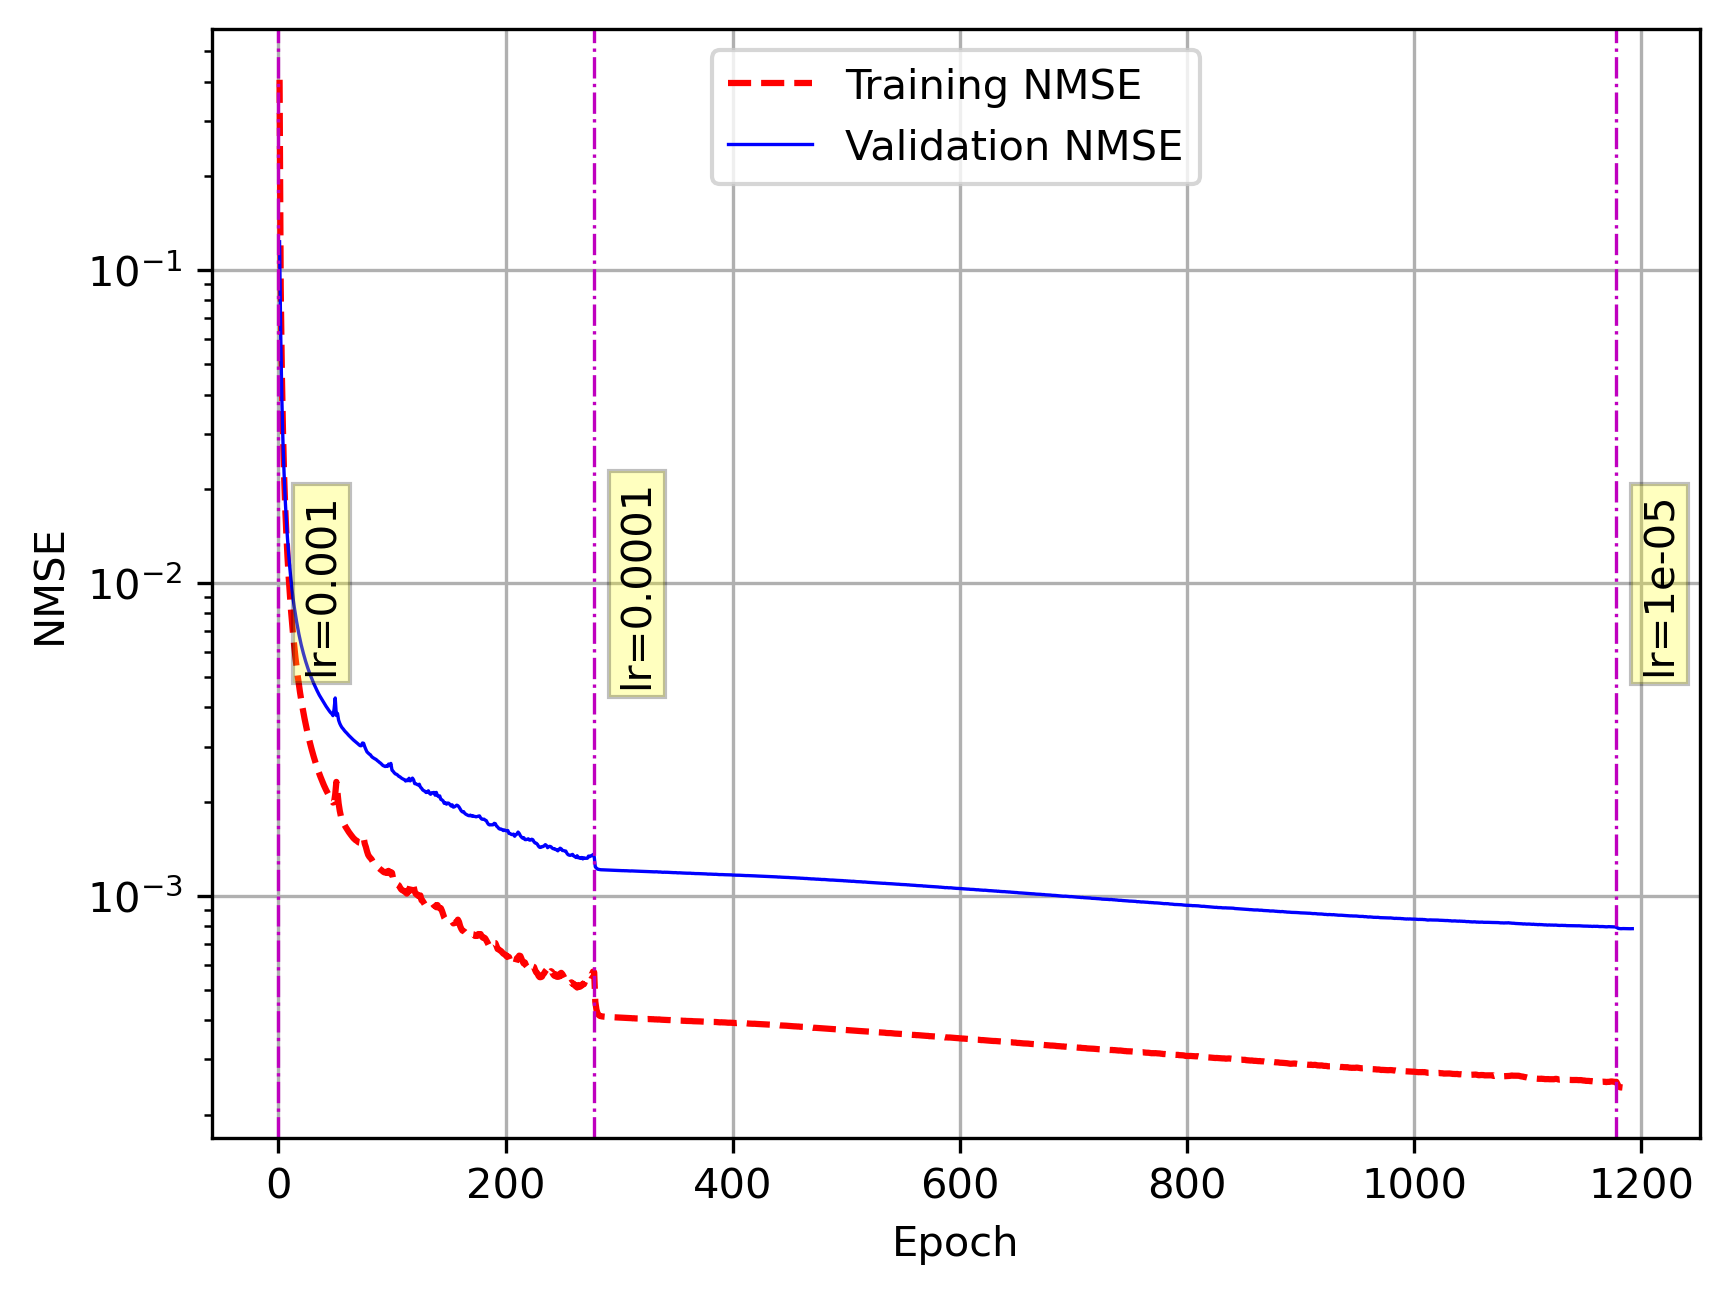 Training NMSE
Validation NMSE
10⁻¹
10⁻²
10⁻³
NMSE
lr=0.001
lr=0.0001
lr=1e-05
0 200 400 600 800 1000 1200
Epoch